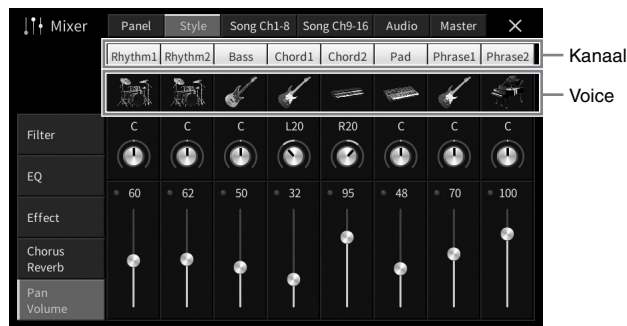 Mixer Panel Style Song Ch1-8 Song Ch9-16 Audio Master ×
Rhythm1 Rhythm2 Bass Chord1 Chord2 Pad Phrase1 Phrase2 Kanaal
Voice
Filter C C C L20 R20 C C C
EQ
60 62 50 32 95 48 70 100
Effect
Chorus
Reverb
Pan
Volume